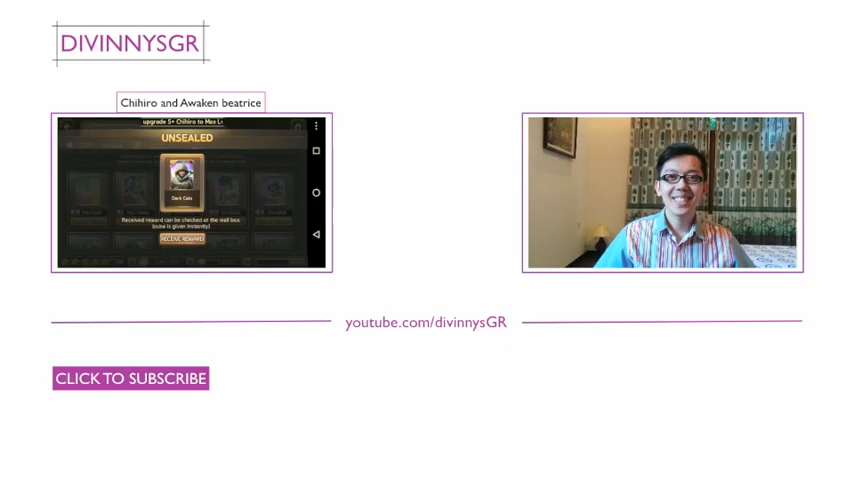 DIVINNYSGR
Chihiro and Awaken beatrice
upgrade 5+ Chihiro to Max Lv
UNSEALED
Dark Cain
Received reward can be checked at the mail box
RECEIVE REWARD
youtube.com/divinnysGR
CLICK TO SUBSCRIBE